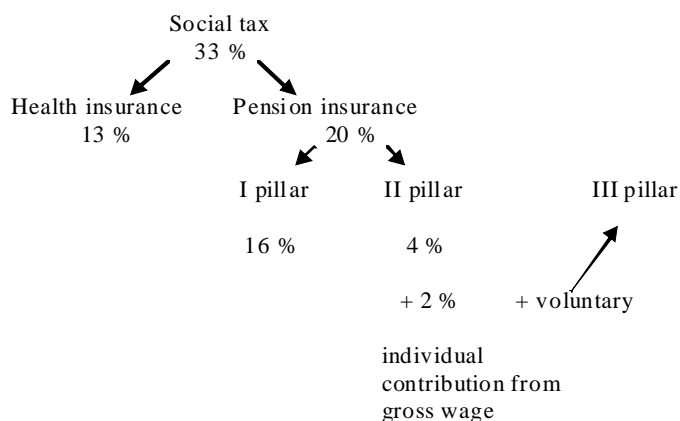 Social tax
33 %
Health insurance
13 %
Pension insurance
20 %
I pillar
II pillar
III pillar
16 %
4 %
+ 2 %
+ voluntary
individual
contribution from
gross wage